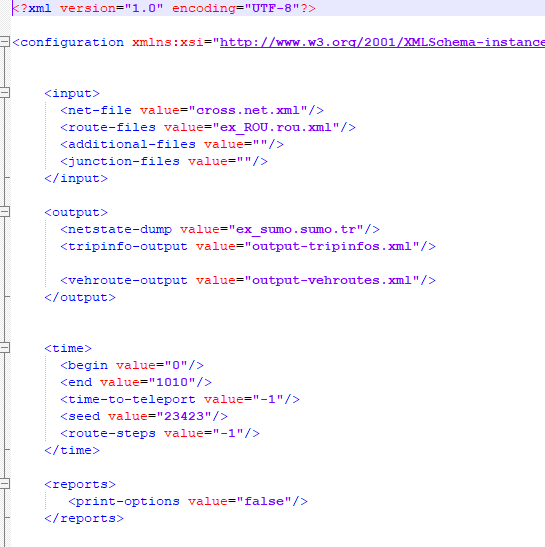 <?xml version="1.0" encoding="UTF-8"?>
<configuration xmlns:xsi="http://www.w3.org/2001/XMLSchema-instance
<input>
<net-file value="cross.net.xml"/>
<route-files value="ex_ROU.rou.xml"/>
<additional-files value=""/>
<junction-files value=""/>
</input>
<output>
<netstate-dump value="ex_sumo.sumo.tr"/>
<tripinfo-output value="output-tripinfos.xml"/>
<vehroute-output value="output-vehroutes.xml"/>
</output>
<time>
<begin value="0"/>
<end value="1010"/>
<time-to-teleport value="-1"/>
<seed value="23423"/>
<route-steps value="-1"/>
</time>
<reports>
<print-options value="false"/>
</reports>